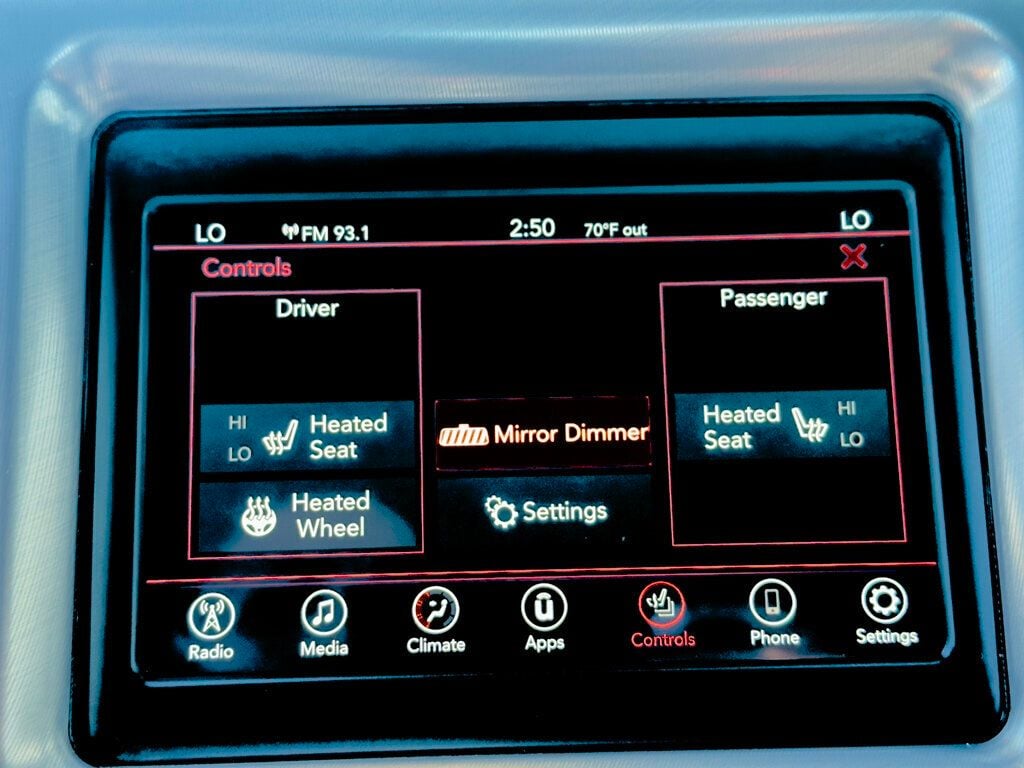 LO FM 93.1 2:50 70°F out LO
Controls
Driver
Passenger
HI
LO
Heated
Seat
Mirror Dimmer
Heated
Seat
HI
LO
Heated
Wheel
Settings
Radio Media Climate Apps Controls Phone Settings